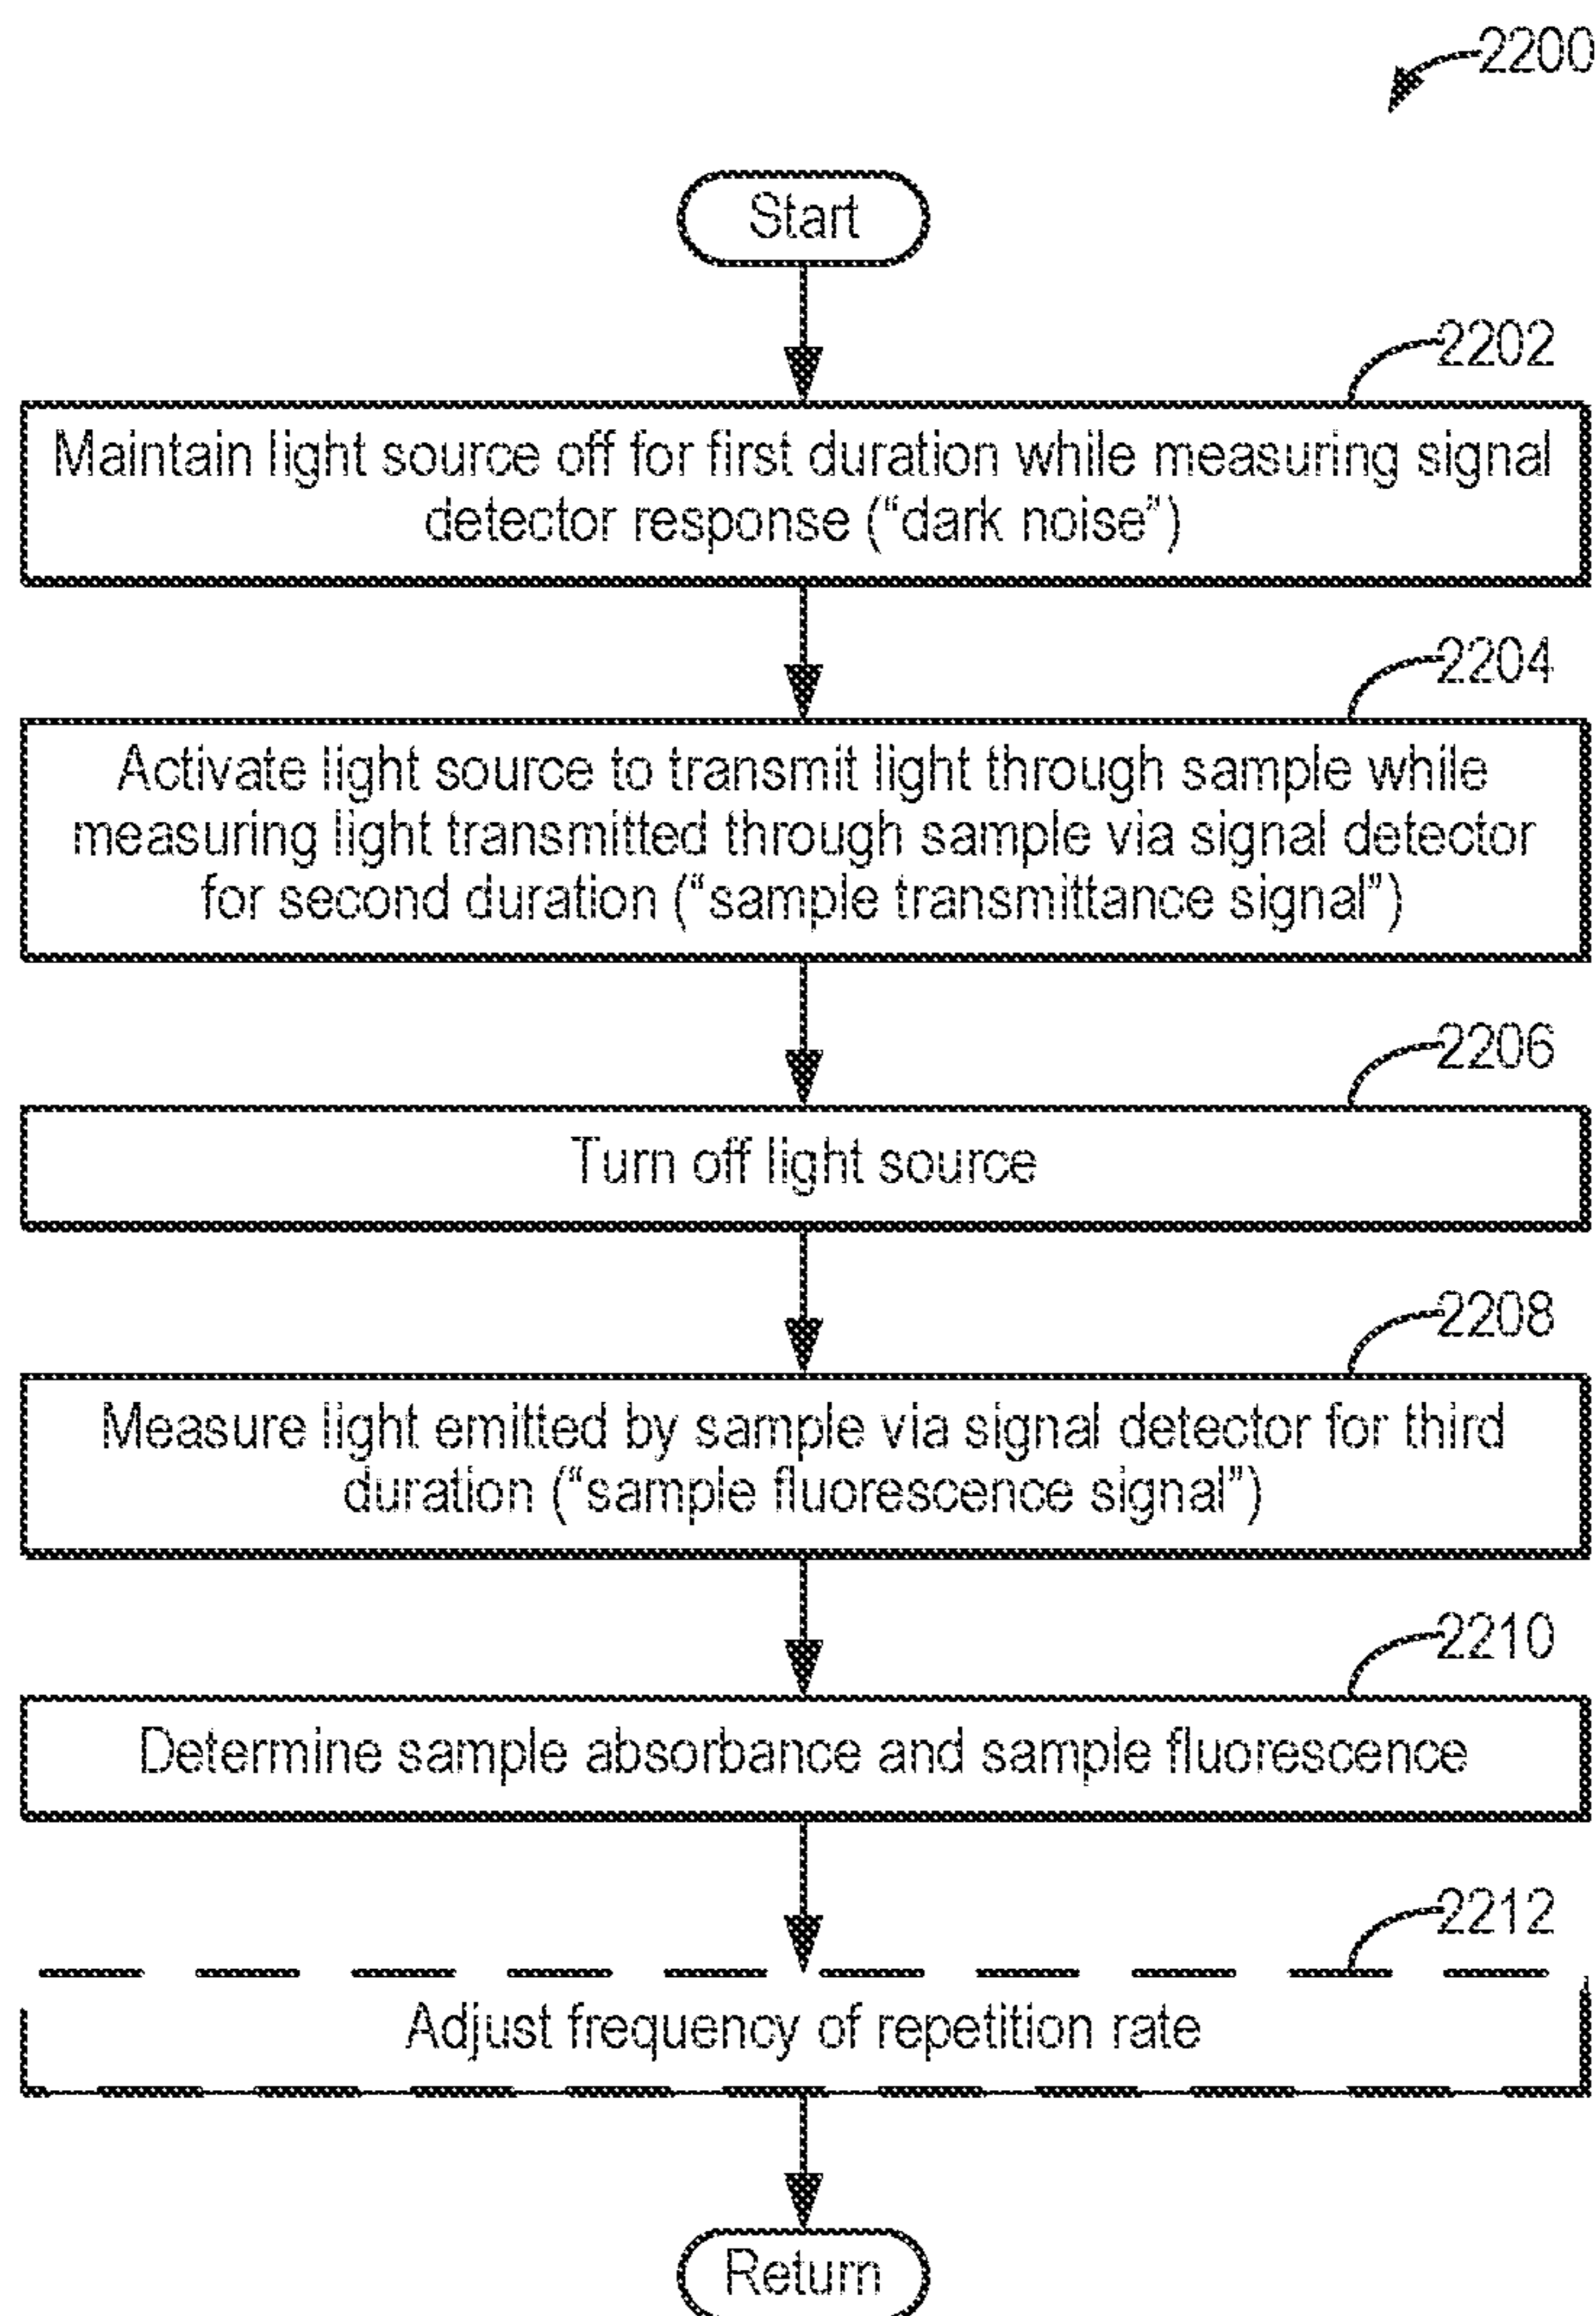 2200
Start
2202
Maintain light source off for first duration while measuring signal
detector response (“dark noise”)
2204
Activate light source to transmit light through sample while
measuring light transmitted through sample via signal detector
for second duration (“sample transmittance signal”)
2206
Turn off light source
2208
Measure light emitted by sample via signal detector for third
duration (“sample fluorescence signal”)
2210
Determine sample absorbance and sample fluorescence
2212
Adjust frequency of repetition rate
Return